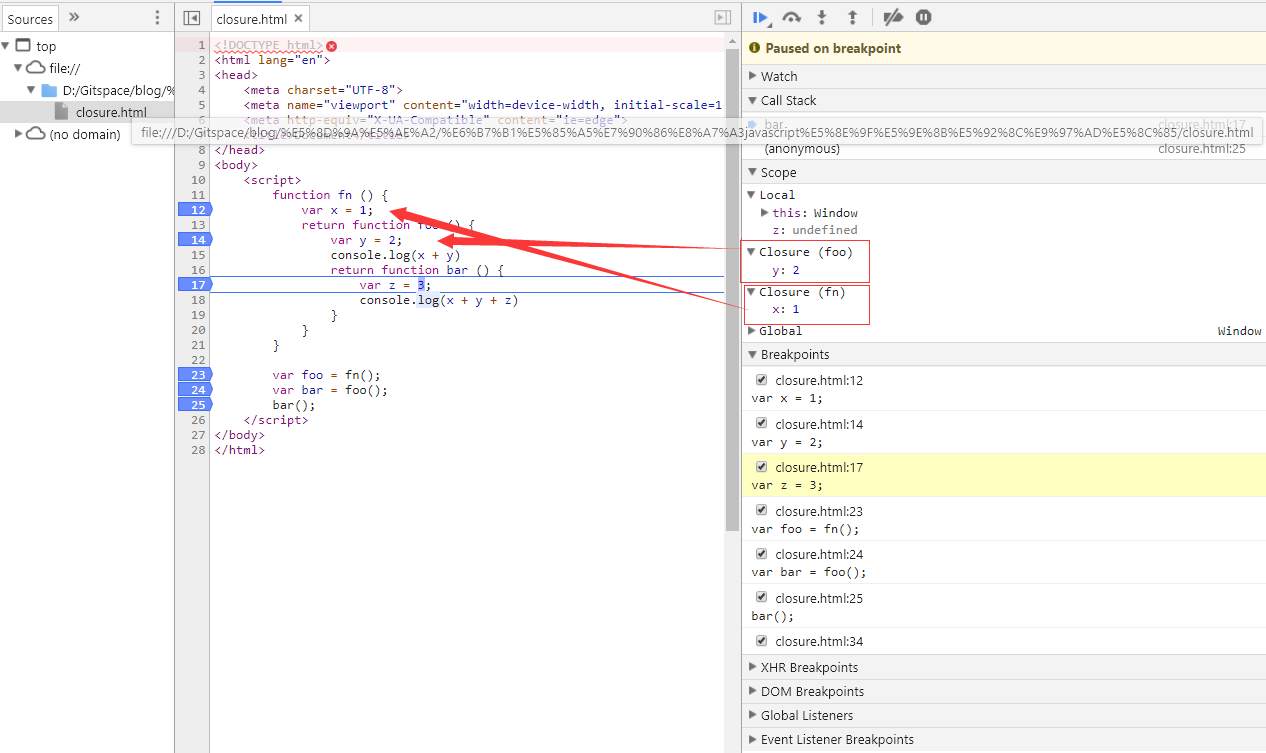 Sources
closure.html
top
file://
D:/Gitspace/blog/%
closure.html
(no domain)
file:///D:/Gitspace/blog/%E5%8D%9A%E5%AE%A2/%E6%B7%B1%E5%85%A5%E7%90%86%E8%A7%A3javascript%E5%8E%9F%E5%9E%8B%E5%92%8C%E9%97%AD%E5%8C%85/closure.html
1 <!DOCTYPE html>
2 <html lang="en">
3 <head>
4 <meta charset="UTF-8">
5 <meta name="viewport" content="width=device-width, initial-scale=1
6 <meta http-equiv="X-UA-Compatible" content="ie=edge">
8 </head>
9 <body>
10 <script>
11 function fn () {
12 var x = 1;
13 return function foo () {
14 var y = 2;
15 console.log(x + y)
16 return function bar () {
17 var z = 3;
18 console.log(x + y + z)
19 }
20 }
21 }
22
23 var foo = fn();
24 var bar = foo();
25 bar();
26 </script>
27 </body>
28 </html>
Paused on breakpoint
Watch
Call Stack
bar closure.html:17
(anonymous) closure.html:25
Scope
Local
this: Window
z: undefined
Closure (foo)
y: 2
Closure (fn)
x: 1
Global Window
Breakpoints
closure.html:12
var x = 1;
closure.html:14
var y = 2;
closure.html:17
var z = 3;
closure.html:23
var foo = fn();
closure.html:24
var bar = foo();
closure.html:25
bar();
closure.html:34
XHR Breakpoints
DOM Breakpoints
Global Listeners
Event Listener Breakpoints